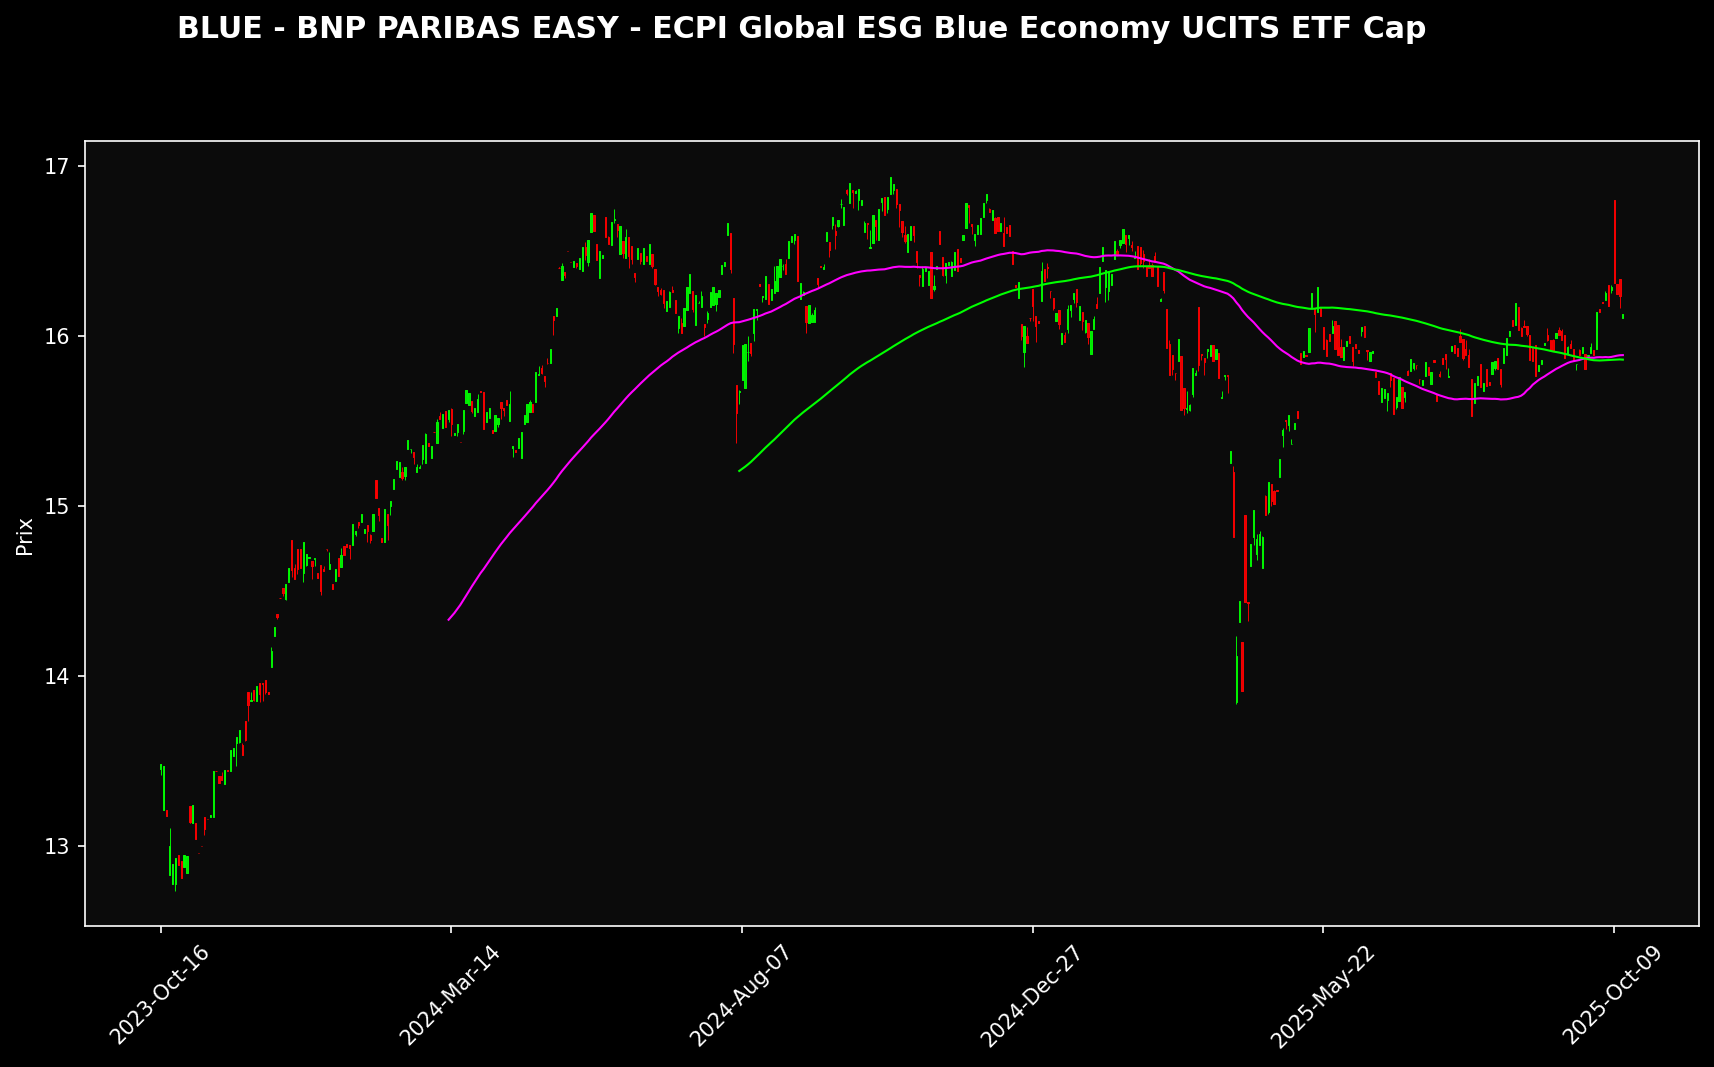 BLUE - BNP PARIBAS EASY - ECPI Global ESG Blue Economy UCITS ETF Cap
17
16
15
14
13
Prix
2023-Oct-16
2024-Mar-14
2024-Aug-07
2024-Dec-27
2025-May-22
2025-Oct-09